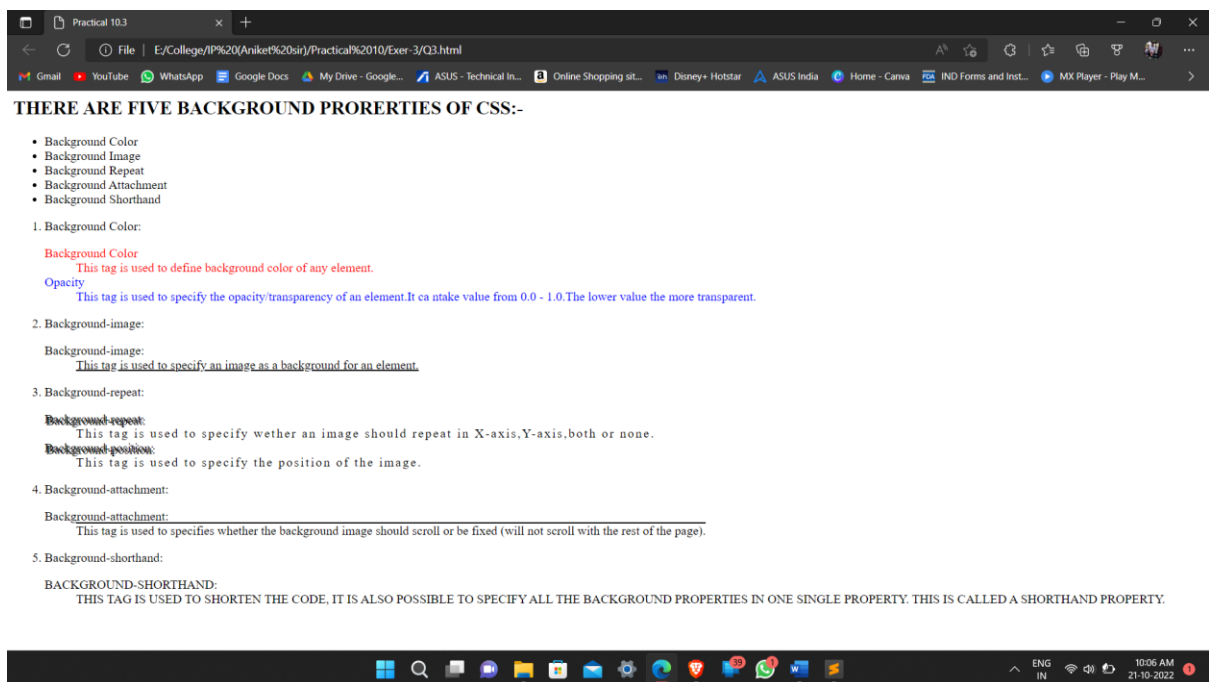 Practical 10.3
File | E:/College/IP%20(Aniket%20sir)/Practical%2010/Exer-3/Q3.html
Gmail YouTube WhatsApp Google Docs My Drive - Google... ASUS - Technical In... Online Shopping sit... Disney+ Hotstar ASUS India Home - Canva IND Forms and Inst... MX Player - Play M...
THERE ARE FIVE BACKGROUND PRORERTIES OF CSS:-
• Background Color
• Background Image
• Background Repeat
• Background Attachment
• Background Shorthand
1. Background Color:
Background Color
This tag is used to define background color of any element.
Opacity
This tag is used to specify the opacity/transparency of an element.It ca ntake value from 0.0 - 1.0.The lower value the more transparent.
2. Background-image:
Background-image:
This tag is used to specify an image as a background for an element.
3. Background-repeat:
Background-repeat:
This tag is used to specify wether an image should repeat in X-axis,Y-axis,both or none.
Background-position:
This tag is used to specify the position of the image.
4. Background-attachment:
Background-attachment:
This tag is used to specifies whether the background image should scroll or be fixed (will not scroll with the rest of the page).
5. Background-shorthand:
BACKGROUND-SHORTHAND:
THIS TAG IS USED TO SHORTEN THE CODE, IT IS ALSO POSSIBLE TO SPECIFY ALL THE BACKGROUND PROPERTIES IN ONE SINGLE PROPERTY. THIS IS CALLED A SHORTHAND PROPERTY.
39 1 ENG 10:06 AM
IN 21-10-2022 1